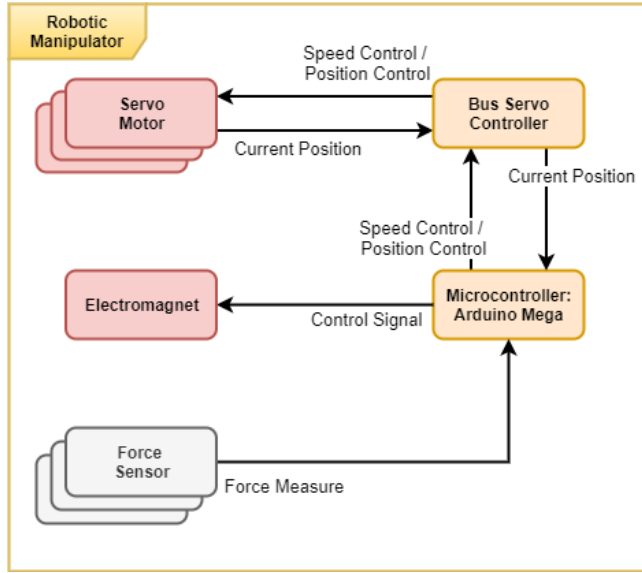 Robotic
Manipulator
Speed Control /
Position Control
Servo
Motor
Bus Servo
Controller
Current Position
Current Position
Speed Control /
Position Control
Electromagnet
Microcontroller:
Arduino Mega
Control Signal
Force
Sensor
Force Measure